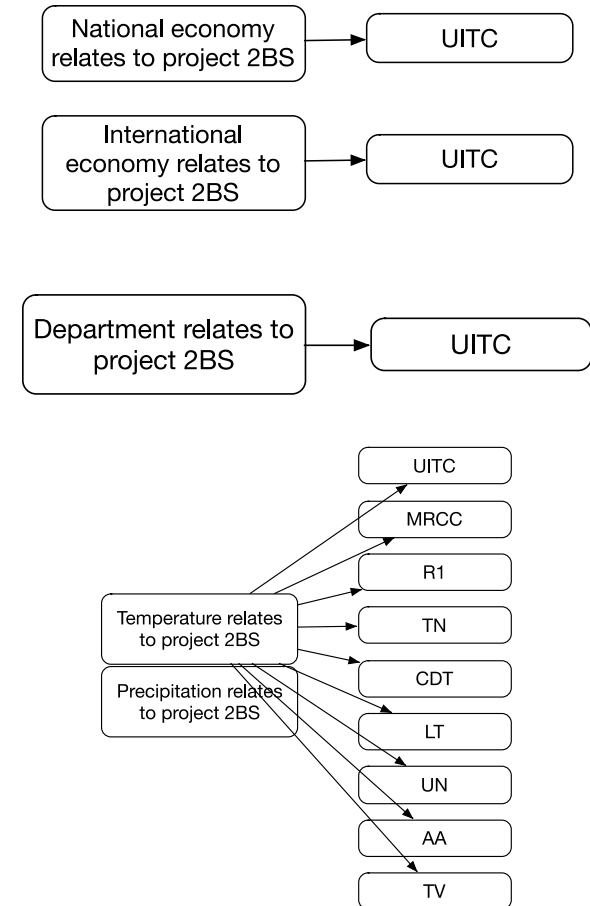 National economy
relates to project 2BS
UITC
International
economy relates to
project 2BS
UITC
Department relates to
project 2BS
UITC
UITC
MRCC
R1
Temperature relates
to project 2BS
TN
CDT
Precipitation relates
to project 2BS
LT
UN
AA
TV